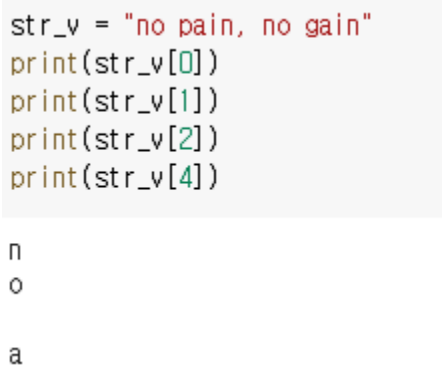 str_v = "no pain, no gain"
print(str_v[0])
print(str_v[1])
print(str_v[2])
print(str_v[4])
n
o

a